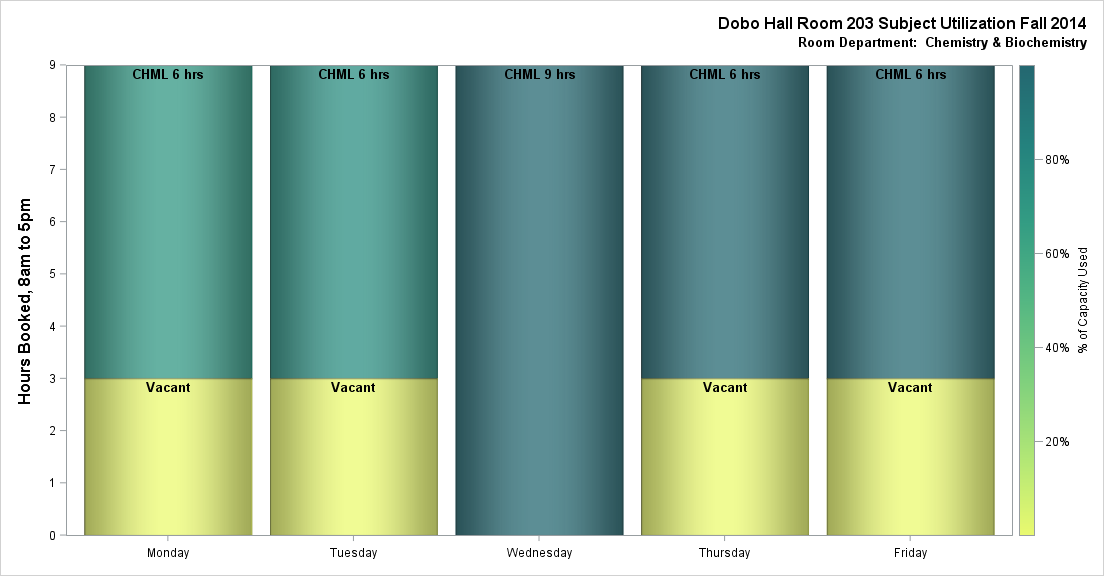 Dobo Hall Room 203 Subject Utilization Fall 2014
Room Department: Chemistry & Biochemistry
Hours Booked, 8am to 5pm
9
8
7
6
5
4
3
2
1
0
CHML 6 hrs
CHML 6 hrs
CHML 9 hrs
CHML 6 hrs
CHML 6 hrs
Vacant
Vacant
Vacant
Vacant
Monday
Tuesday
Wednesday
Thursday
Friday
80%
60%
40%
20%
% of Capacity Used